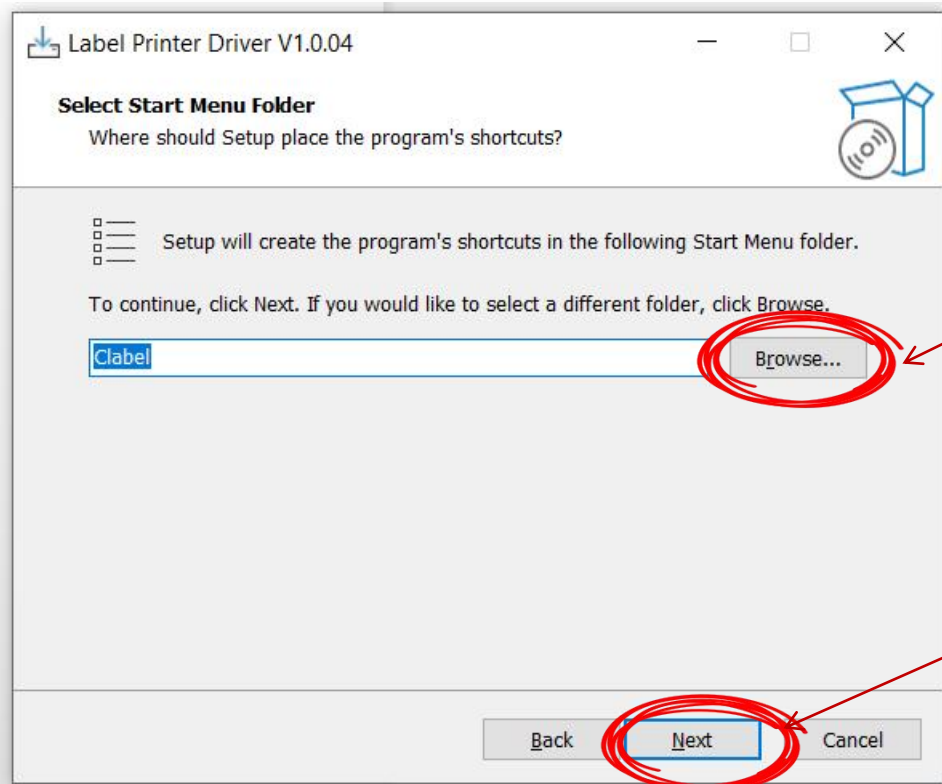 Label Printer Driver V1.0.04
Select Start Menu Folder
Where should Setup place the program's shortcuts?
Setup will create the program's shortcuts in the following Start Menu folder.
To continue, click Next. If you would like to select a different folder, click Browse.
Clabel
Browse...
Back
Next
Cancel